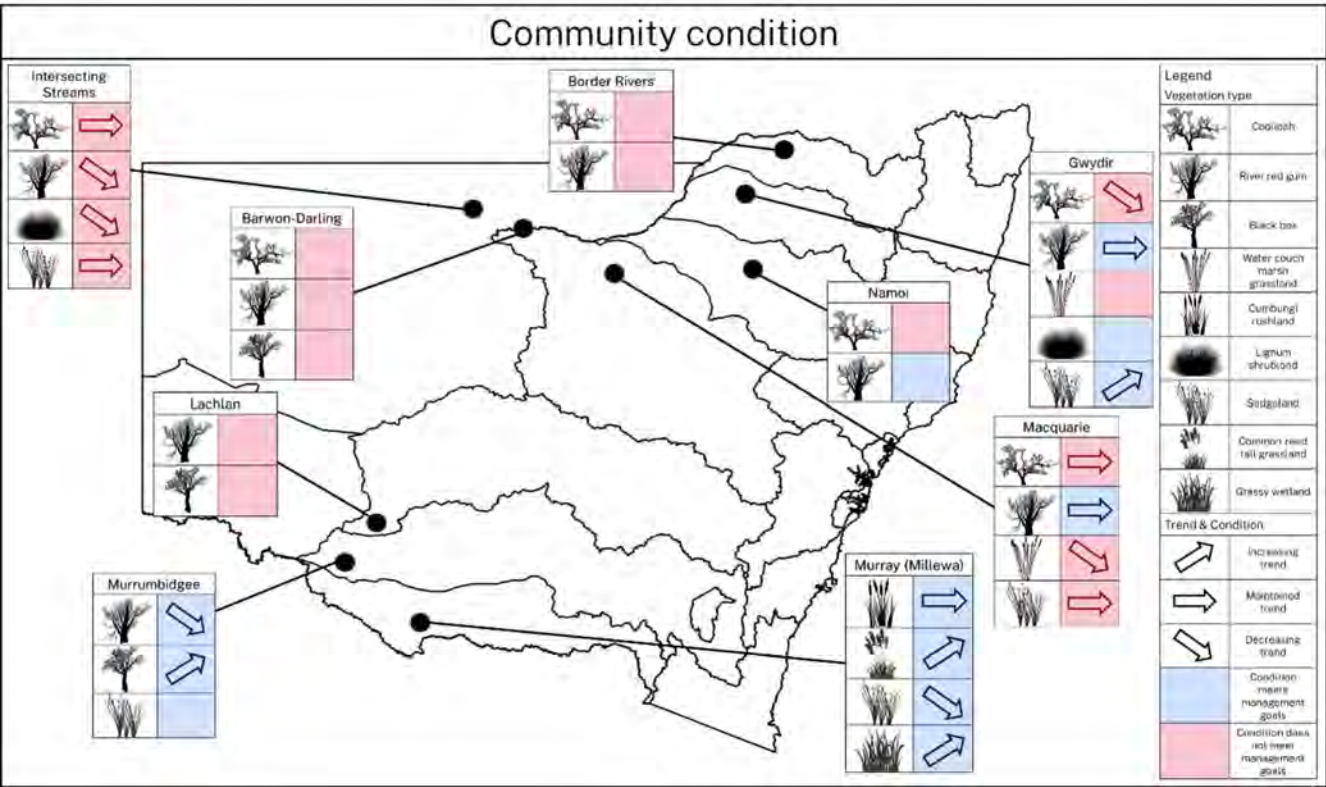 Community condition
Intersecting
Streams
Border Rivers
Barwon-Darling
Lachlan
Murrumbidgee
Namoi
Gwydir
Macquarie
Murray (Millewa)
Legend
Vegetation type
Coolibah
River red gum
Black box
Water couch
marsh
grassland
Cumbungi
rushland
Lignum
shrubland
Sedgeland
Common reed
tall grassland
Grassy wetland
Trend & Condition
Increasing
trend
Maintained
trend
Decreasing
trend
Condition
meets
management
goals
Condition does
not meet
management
goals